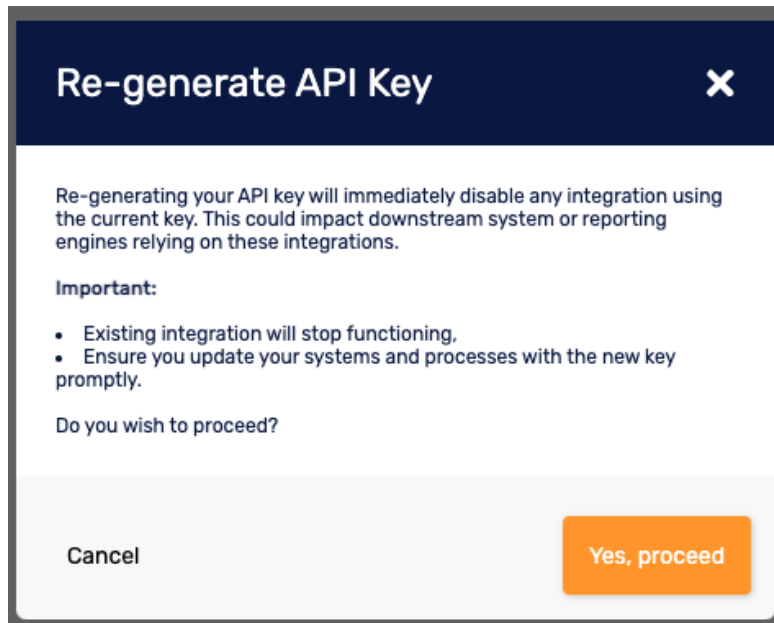 Re-generate API Key
Re-generating your API key will immediately disable any integration using
the current key. This could impact downstream system or reporting
engines relying on these integrations.
Important:
• Existing integration will stop functioning,
• Ensure you update your systems and processes with the new key
promptly.
Do you wish to proceed?
Cancel
Yes, proceed